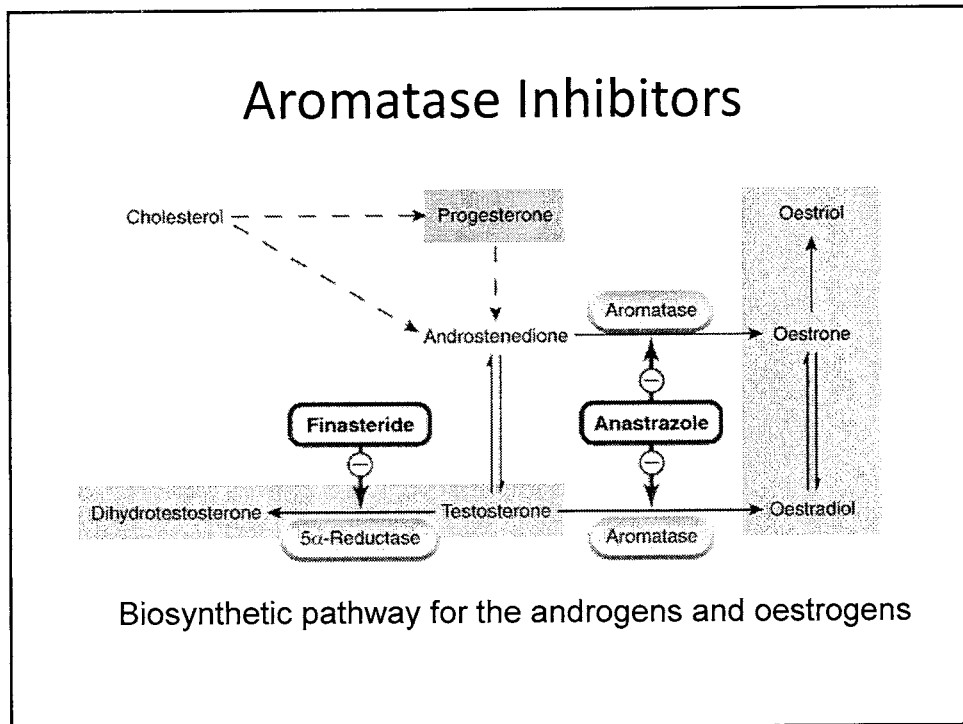 Aromatase Inhibitors
Cholesterol
Progesterone
Oestriol
Aromatase
Androstenedione
Oestrone
Finasteride
Anastrazole
Dihydrotestosterone
Testosterone
Oestradiol
5α-Reductase
Aromatase
Biosynthetic pathway for the androgens and oestrogens